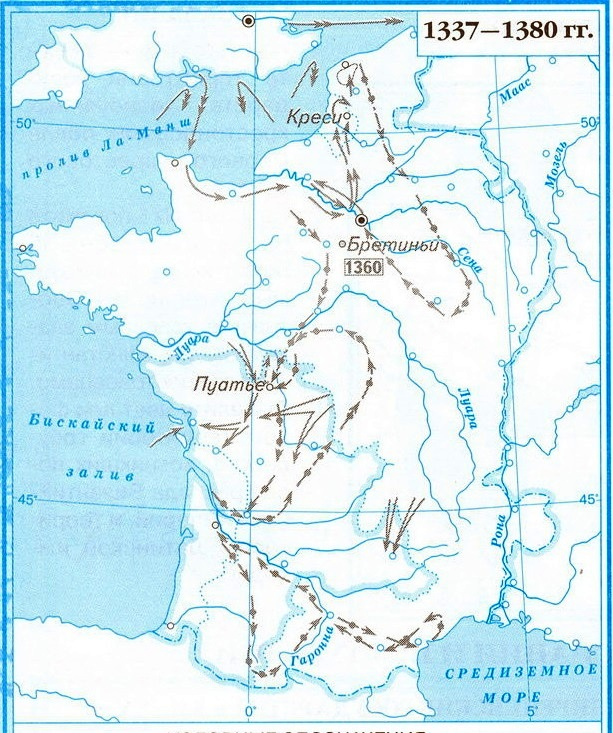 1337—1380 гг.
Маас
50°
50°
Креси
пролив Ла-Манш
Мозель
Бретиньи
1360
Сена
Луара
Пуатье
Луара
Бискайский
залив
45°
45°
Рона
Гаронна
СРЕДИЗЕМНОЕ
МОРЕ
0°
5°